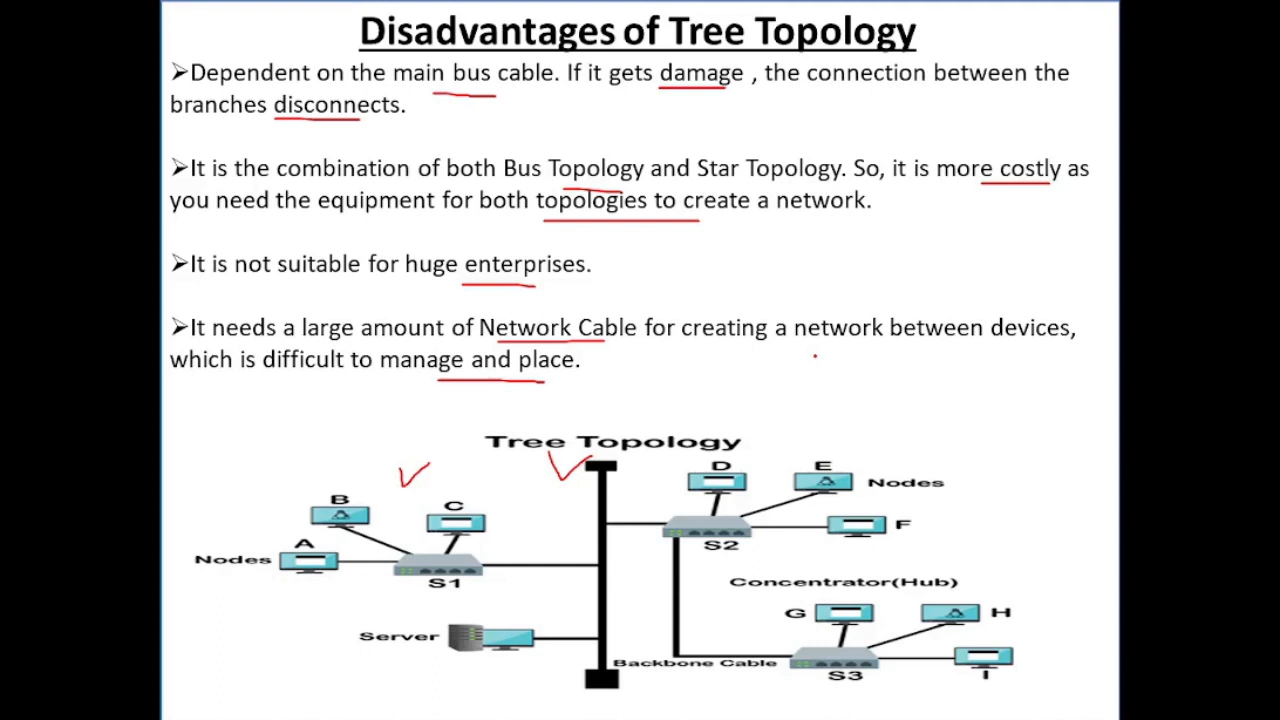 Disadvantages of Tree Topology
➢Dependent on the main bus cable. If it gets damage , the connection between the
branches disconnects.
➢It is the combination of both Bus Topology and Star Topology. So, it is more costly as
you need the equipment for both topologies to create a network.
➢It is not suitable for huge enterprises.
➢It needs a large amount of Network Cable for creating a network between devices,
which is difficult to manage and place.
Tree Topology
D
E
Nodes
B
C
F
A
S2
Nodes
S1
Concentrator(Hub)
G
H
Server
Backbone Cable
S3
I